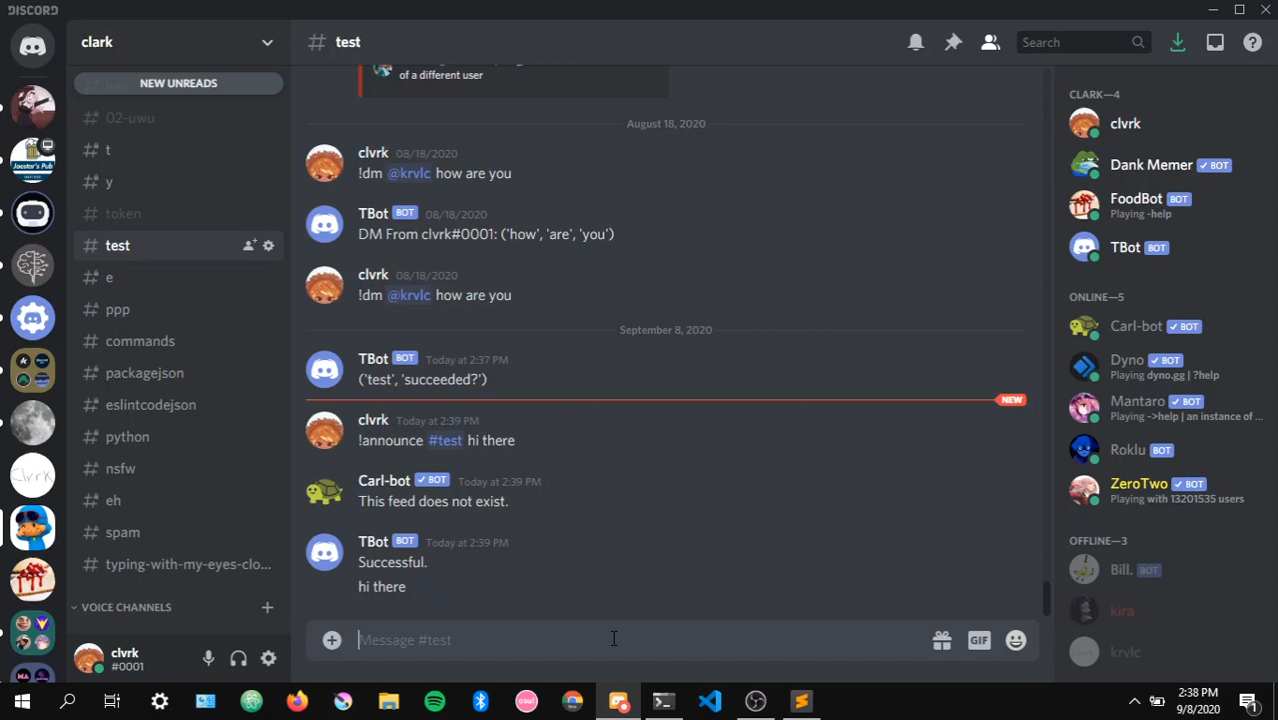 DISCORD
clark
NEW UNREADS
02-uwu
t
y
token
test
e
ppp
commands
packagejson
eslintcodejson
python
nsfw
eh
spam
typing-with-my-eyes-clo...
VOICE CHANNELS
clvrk
#0001
# test
Search
of a different user
August 18, 2020
clvrk 08/18/2020
!dm @krvlc how are you
TBot BOT 08/18/2020
DM From clvrk#0001: ('how', 'are', 'you')
clvrk 08/18/2020
!dm @krvlc how are you
September 8, 2020
TBot BOT Today at 2:37 PM
('test', 'succeeded?')
NEW
clvrk Today at 2:39 PM
!announce #test hi there
Carl-bot ✓ BOT Today at 2:39 PM
This feed does not exist.
TBot BOT Today at 2:39 PM
Successful.
hi there
Message #test
GIF
CLARK—4
clvrk
Dank Memer ✓ BOT
FoodBot BOT
Playing -help
TBot BOT
ONLINE—5
Carl-bot ✓ BOT
Dyno ✓ BOT
Playing dyno.gg | ?help
Mantaro ✓ BOT
Playing ->help | an instance of ...
Roklu BOT
ZeroTwo ✓ BOT
Playing with 13201535 users
OFFLINE—3
Bill. BOT
kira
krvlc
osu!
2:38 PM
9/8/2020
1